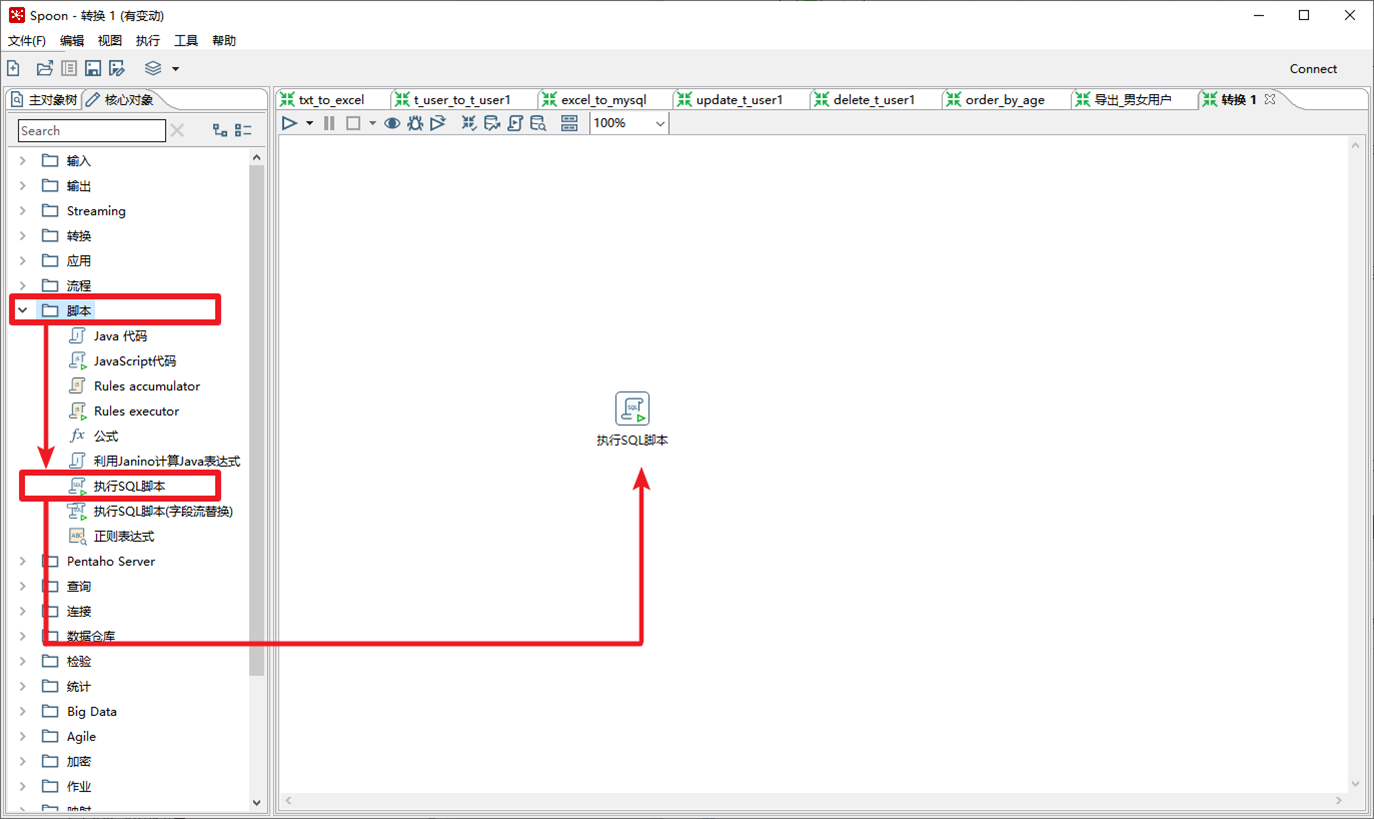 Spoon - 转换 1 (有变动)
文件(F) 编辑 视图 执行 工具 帮助
Connect
主对象树 核心对象
txt_to_excel t_user_to_t_user1 excel_to_mysql update_t_user1 delete_t_user1 order_by_age 导出_男女用户 转换 1
Search
100%
输入
输出
Streaming
转换
应用
流程
脚本
Java 代码
JavaScript代码
Rules accumulator
Rules executor
公式
利用Janino计算Java表达式
执行SQL脚本
执行SQL脚本(字段流替换)
正则表达式
Pentaho Server
查询
连接
数据仓库
检验
统计
Big Data
Agile
加密
作业
执行SQL脚本